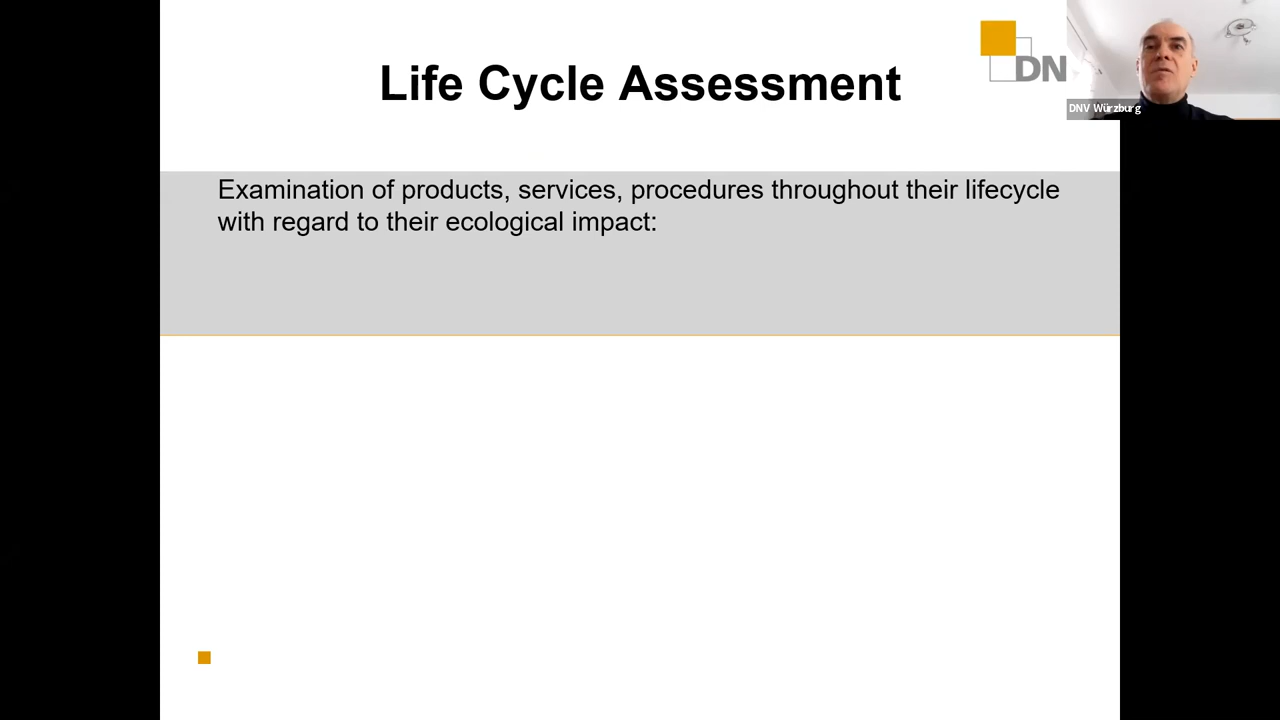 Life Cycle Assessment
DN
DNV Würzburg
Examination of products, services, procedures throughout their lifecycle
with regard to their ecological impact: